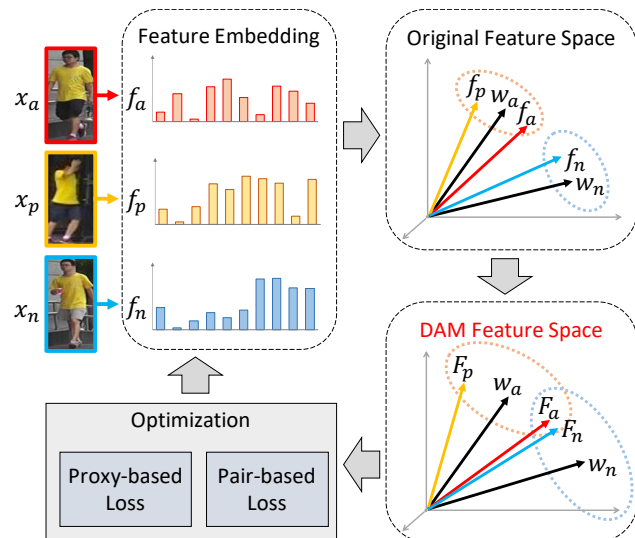 Feature Embedding
x_a
f_a
x_p
f_p
x_n
f_n
Original Feature Space
f_p
w_a
f_a
f_n
w_n
DAM Feature Space
F_p
w_a
F_a
F_n
w_n
Optimization
Proxy-based
Loss
Pair-based
Loss